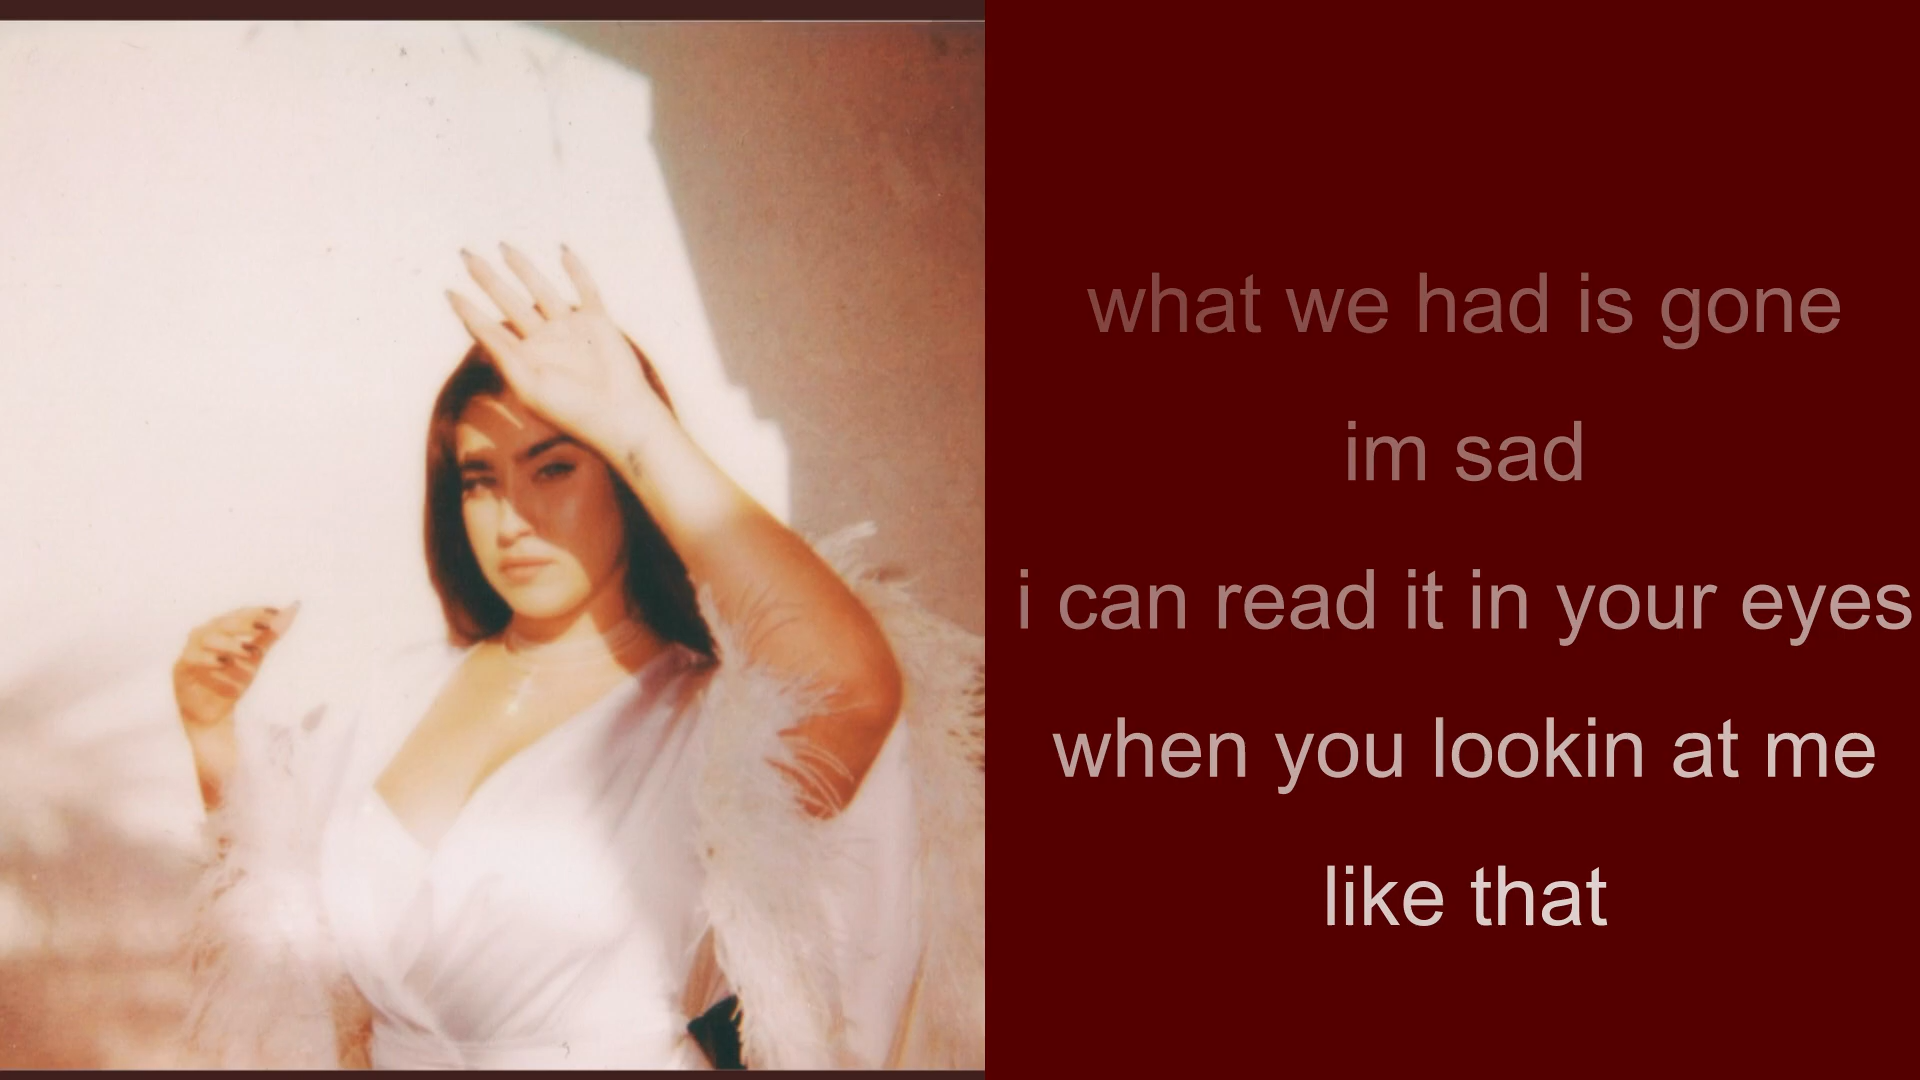 what we had is gone
im sad
i can read it in your eyes
when you lookin at me
like that